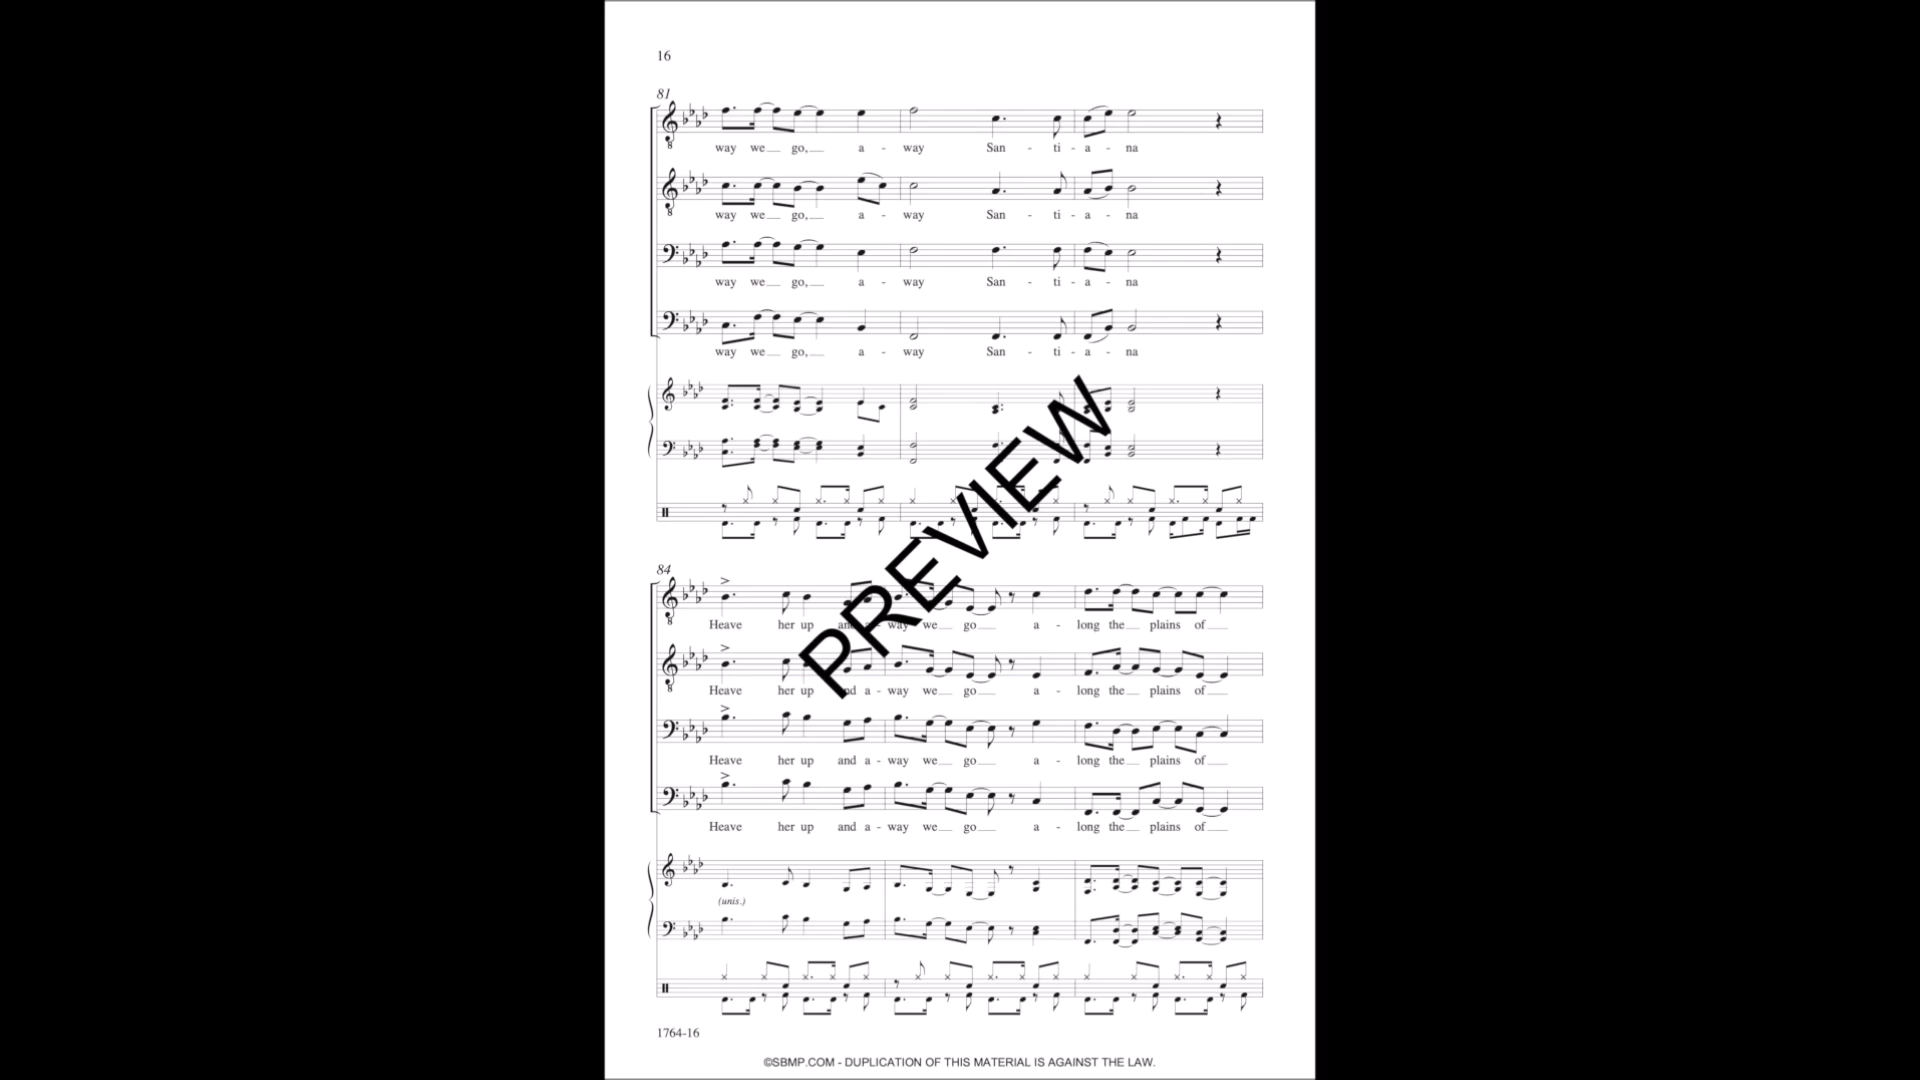 16
81
way we go, a - way San - ti - a - na
way we go, a - way San - ti - a - na
way we go, a - way San - ti - a - na
way we go, a - way San - ti - a - na
PREVIEW
84
Heave her up and a - way we go a - long the plains of
Heave her up and a - way we go a - long the plains of
Heave her up and a - way we go a - long the plains of
Heave her up and a - way we go a - long the plains of
(unis.)
1764-16
©SBMP.COM - DUPLICATION OF THIS MATERIAL IS AGAINST THE LAW.